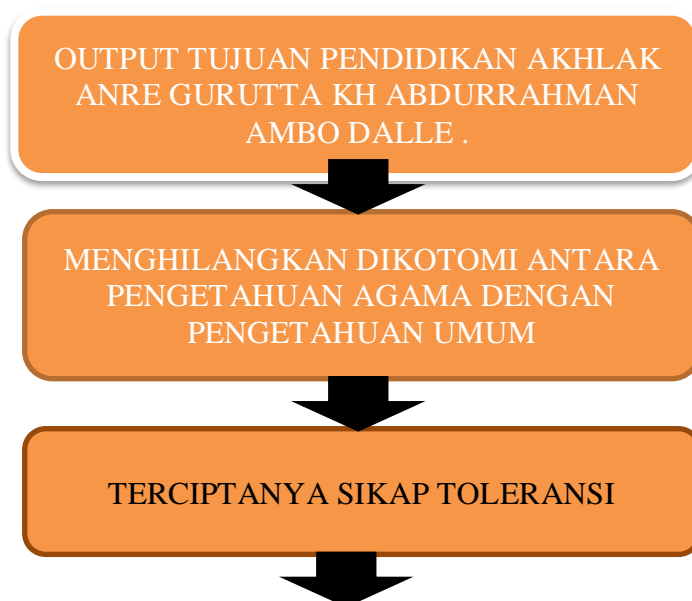 OUTPUT TUJUAN PENDIDIKAN AKHLAK
ANRE GURUTTA KH ABDURRAHMAN
AMBO DALLE .
MENGHILANGKAN DIKOTOMI ANTARA
PENGETAHUAN AGAMA DENGAN
PENGETAHUAN UMUM
TERCIPTANYA SIKAP TOLERANSI